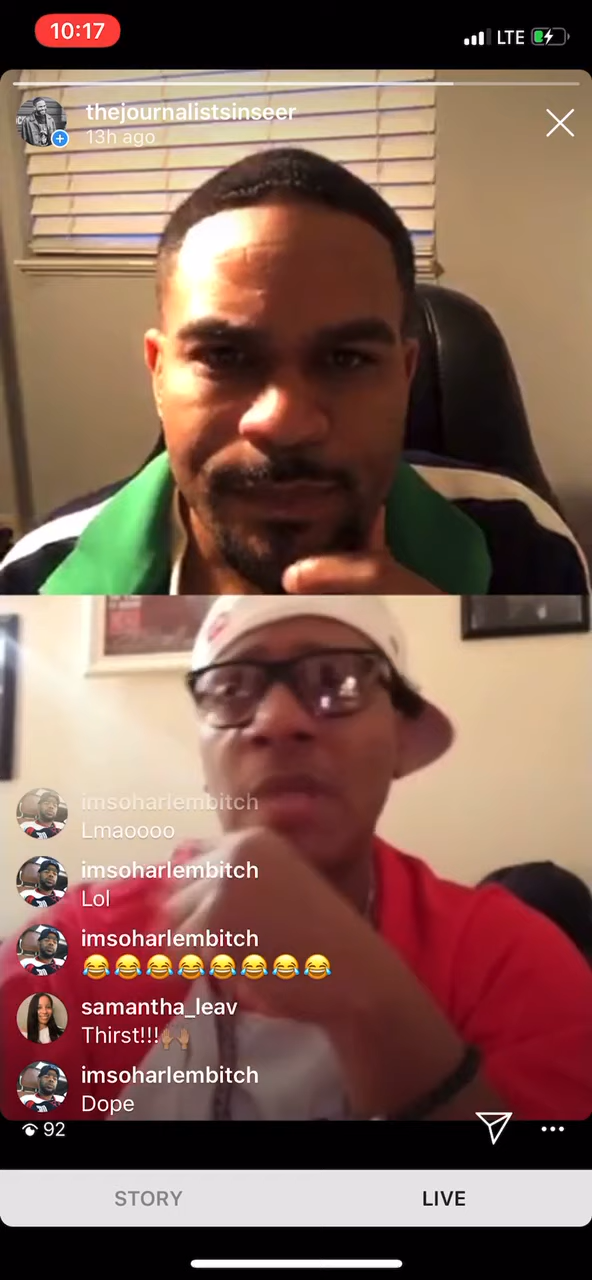 10:17
LTE
thejournalistsinseer
13h ago
imsoharlembitch
Lmaoooo
imsoharlembitch
Lol
imsoharlembitch
😂😂😂😂😂😂😂😂
samantha_leav
Thirst!!!🙌🏽
imsoharlembitch
Dope
92
STORY
LIVE